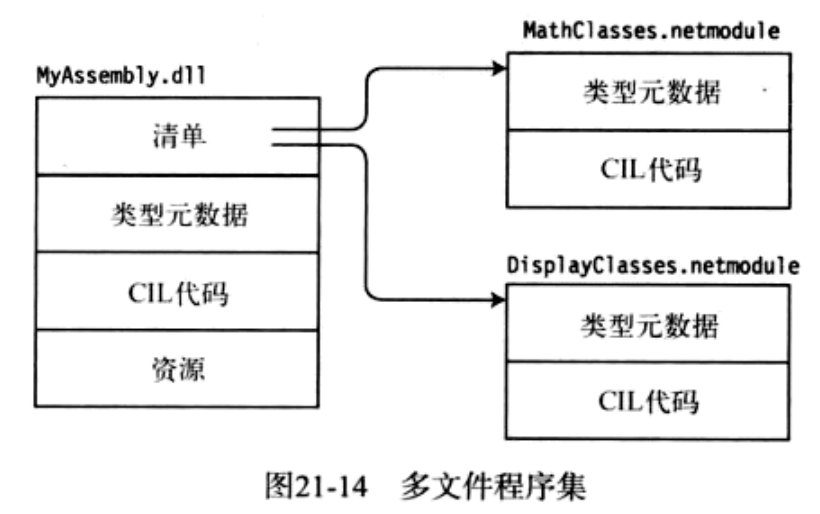 MyAssembly.dll
清单
类型元数据
CIL代码
资源
MathClasses.netmodule
类型元数据
CIL代码
DisplayClasses.netmodule
类型元数据
CIL代码
图21-14 多文件程序集